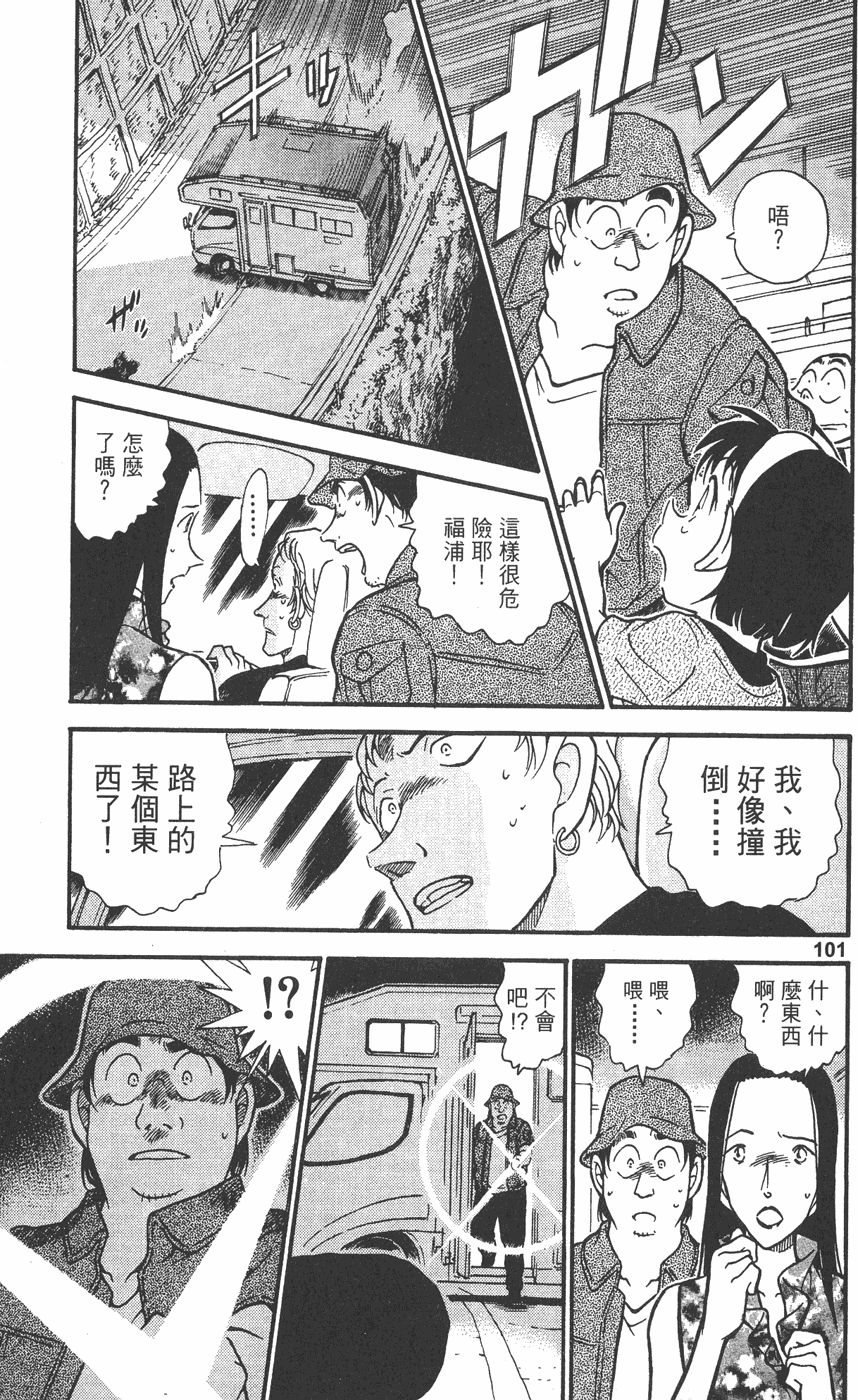 ガン
唔?
キッ
這樣很危
險耶!
福浦!
……
怎麼
了嗎?
我、我
好像撞
倒……
路上的
某個東
西了!
101
什、什
麼東西
啊?
喂、
喂……
不會
吧!?
!?